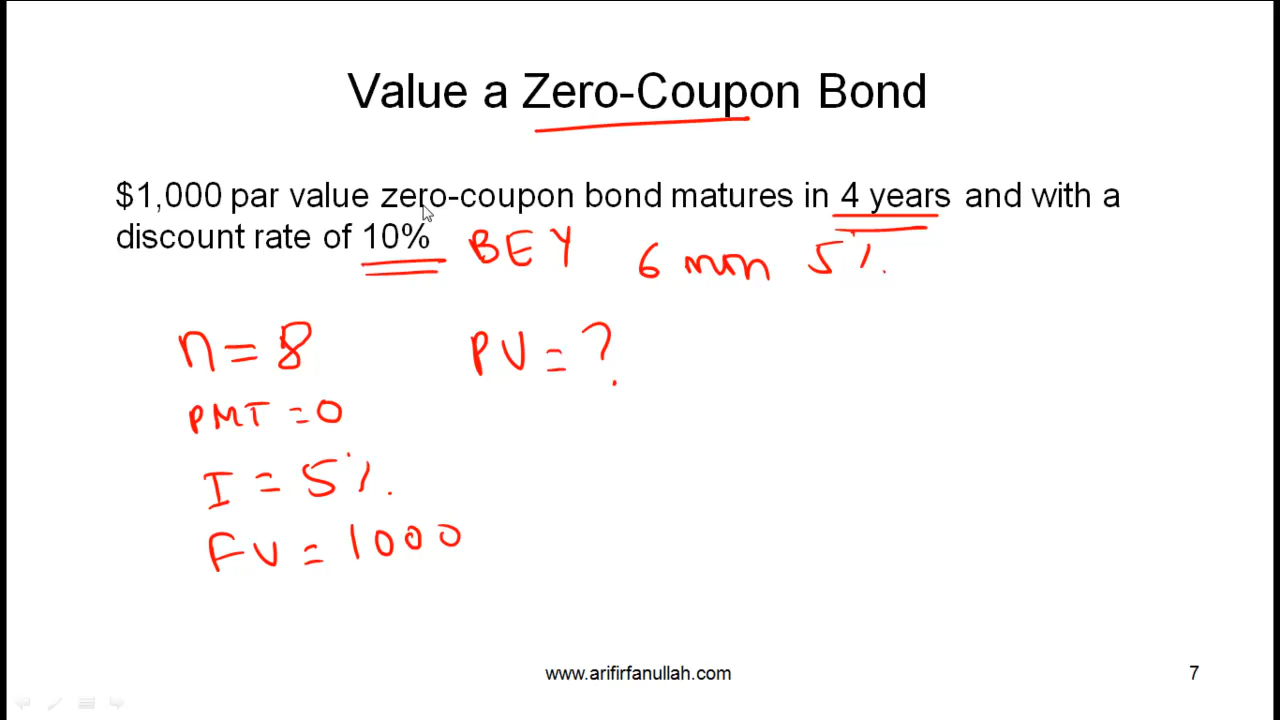 Value a Zero-Coupon Bond
$1,000 par value zero-coupon bond matures in 4 years and with a
discount rate of 10% BEY 6 mon 5%
n = 8 PV = ?
PMT = 0
I = 5%
FV = 1000
www.arifirfanullah.com 7